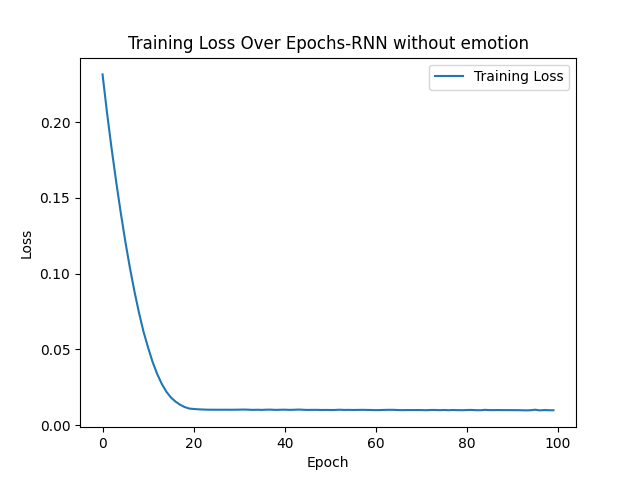 Training Loss Over Epochs-RNN without emotion
Training Loss
0.20
0.15
0.10
0.05
0.00
Loss
0 20 40 60 80 100
Epoch